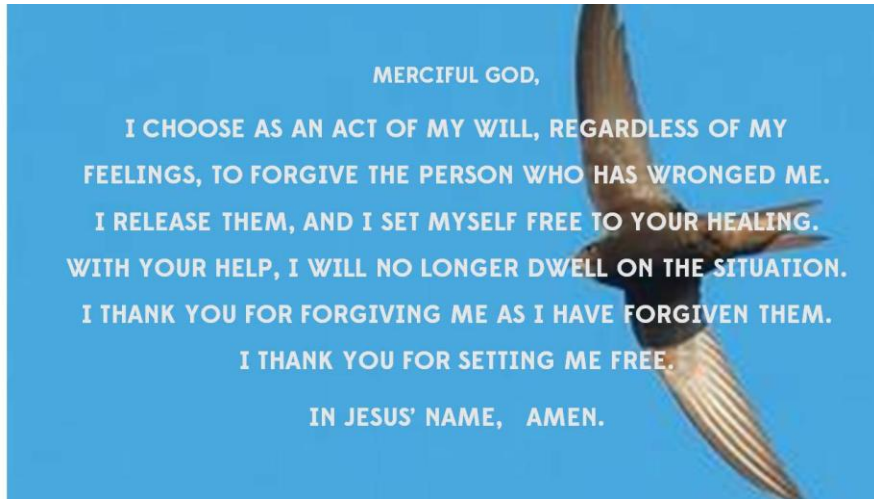 MERCIFUL GOD,
I CHOOSE AS AN ACT OF MY WILL, REGARDLESS OF MY
FEELINGS, TO FORGIVE THE PERSON WHO HAS WRONGED ME.
I RELEASE THEM, AND I SET MYSELF FREE TO YOUR HEALING.
WITH YOUR HELP, I WILL NO LONGER DWELL ON THE SITUATION.
I THANK YOU FOR FORGIVING ME AS I HAVE FORGIVEN THEM.
I THANK YOU FOR SETTING ME FREE.
IN JESUS' NAME, AMEN.